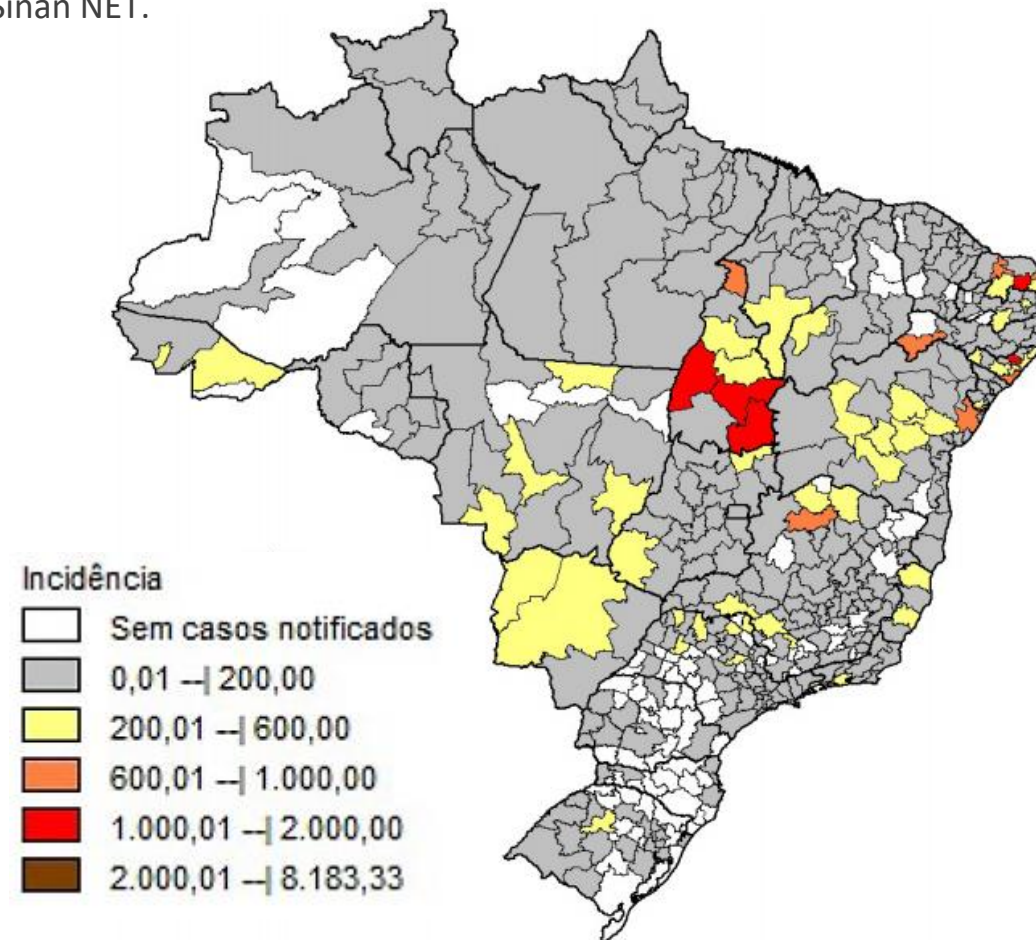 Sinan NET.
Incidência
Sem casos notificados
0,01 --| 200,00
200,01 --| 600,00
600,01 --| 1.000,00
1.000,01 --| 2.000,00
2.000,01 --| 8.183,33